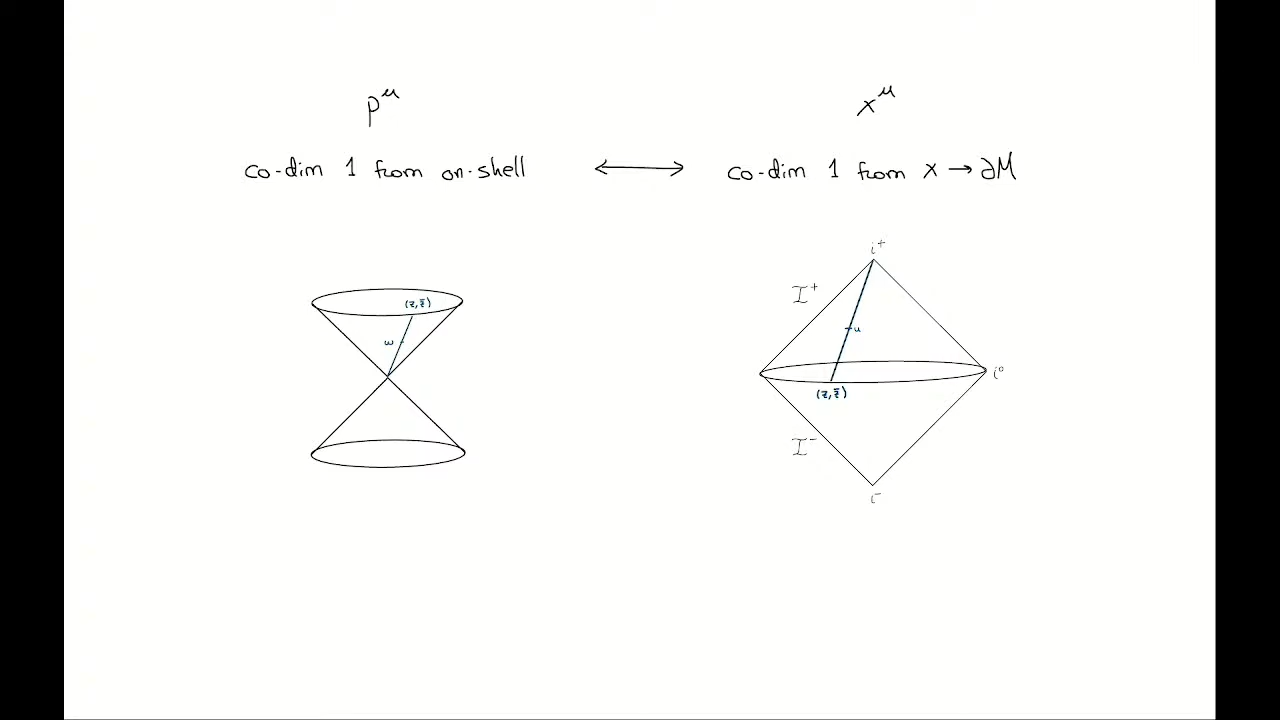 p^μ
x^μ
co-dim 1 from on-shell ⟷ co-dim 1 from x → ∂M
i⁺
I⁺
(z, z̄)
ω
u
i⁰
(z, z̄)
I⁻
i⁻